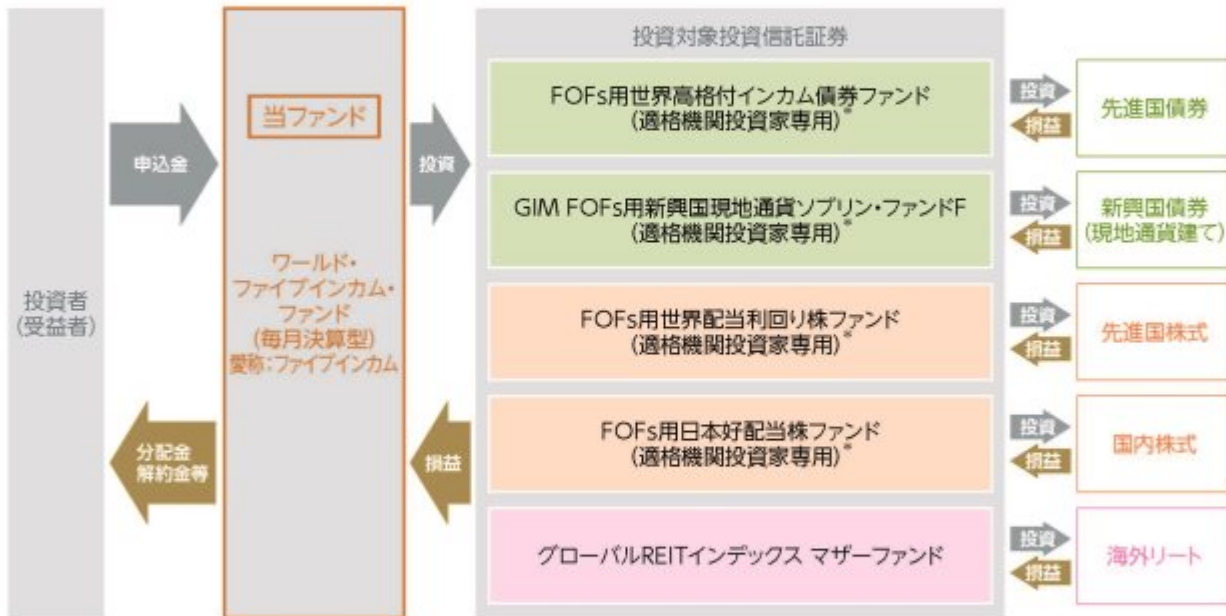 投資者
(受益者)
申込金
分配金
解約金等
当ファンド
ワールド・
ファイブインカム・
ファンド
(毎月決算型)
愛称:ファイブインカム
投資
損益
投資対象投資信託証券
FOFs用世界高格付インカム債券ファンド
(適格機関投資家専用)*
投資
損益
先進国債券
GIM FOFs用新興国現地通貨ソブリン・ファンドF
(適格機関投資家専用)*
投資
損益
新興国債券
(現地通貨建て)
FOFs用世界配当利回り株ファンド
(適格機関投資家専用)*
投資
損益
先進国株式
FOFs用日本好配当株ファンド
(適格機関投資家専用)*
投資
損益
国内株式
グローバルREITインデックス マザーファンド
投資
損益
海外リート